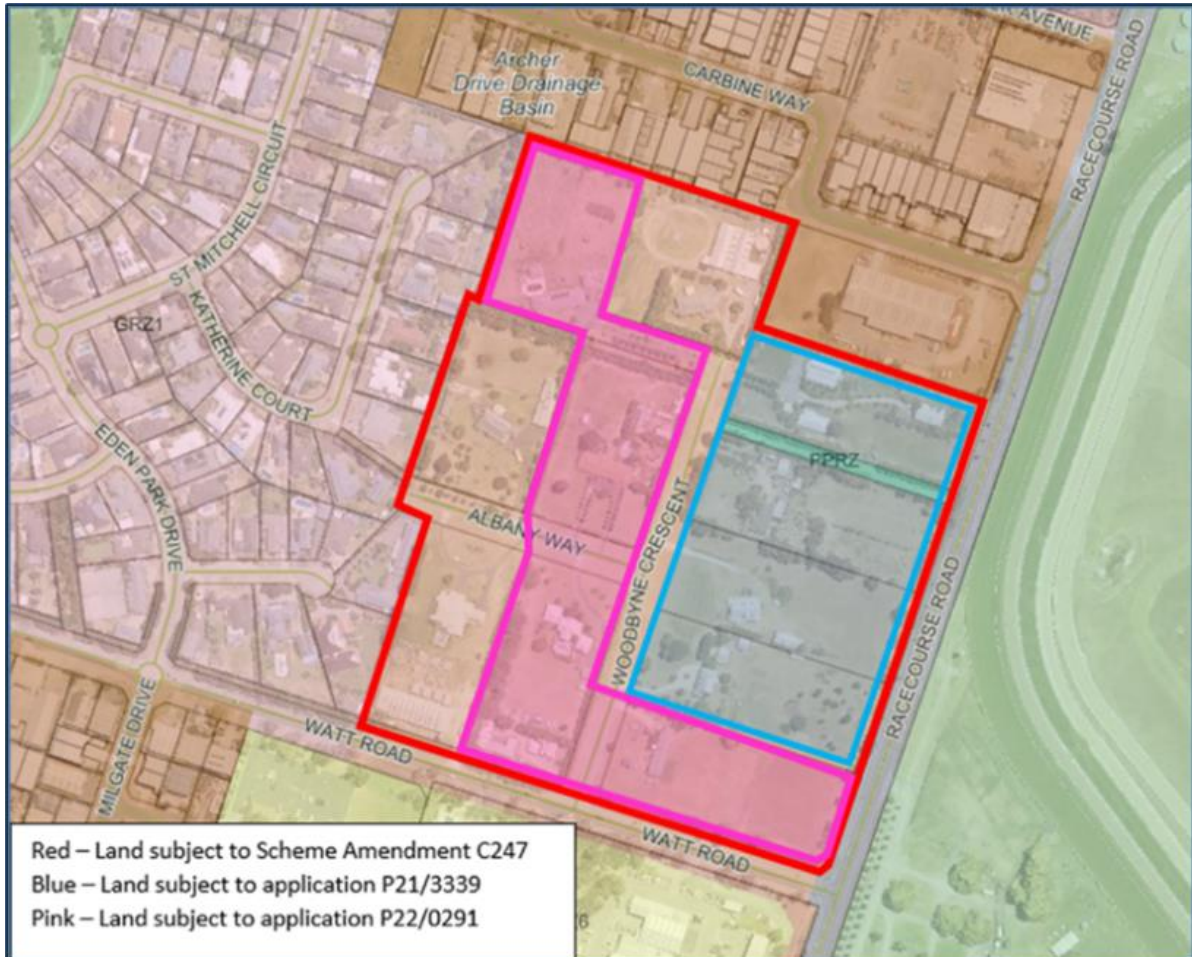 AVENUE
RACECOURSE ROAD
Archer
Drive Drainage
Basin
CARBINE WAY
ST MITCHELL CIRCUIT
GRZ1
KATHERINE COURT
PPRZ
EDEN PARK DRIVE
ALBANY WAY
WOODBYNE CRESCENT
RACECOURSE ROAD
MILGATE DRIVE
WATT ROAD
WATT ROAD
Red – Land subject to Scheme Amendment C247
Blue – Land subject to application P21/3339
Pink – Land subject to application P22/0291